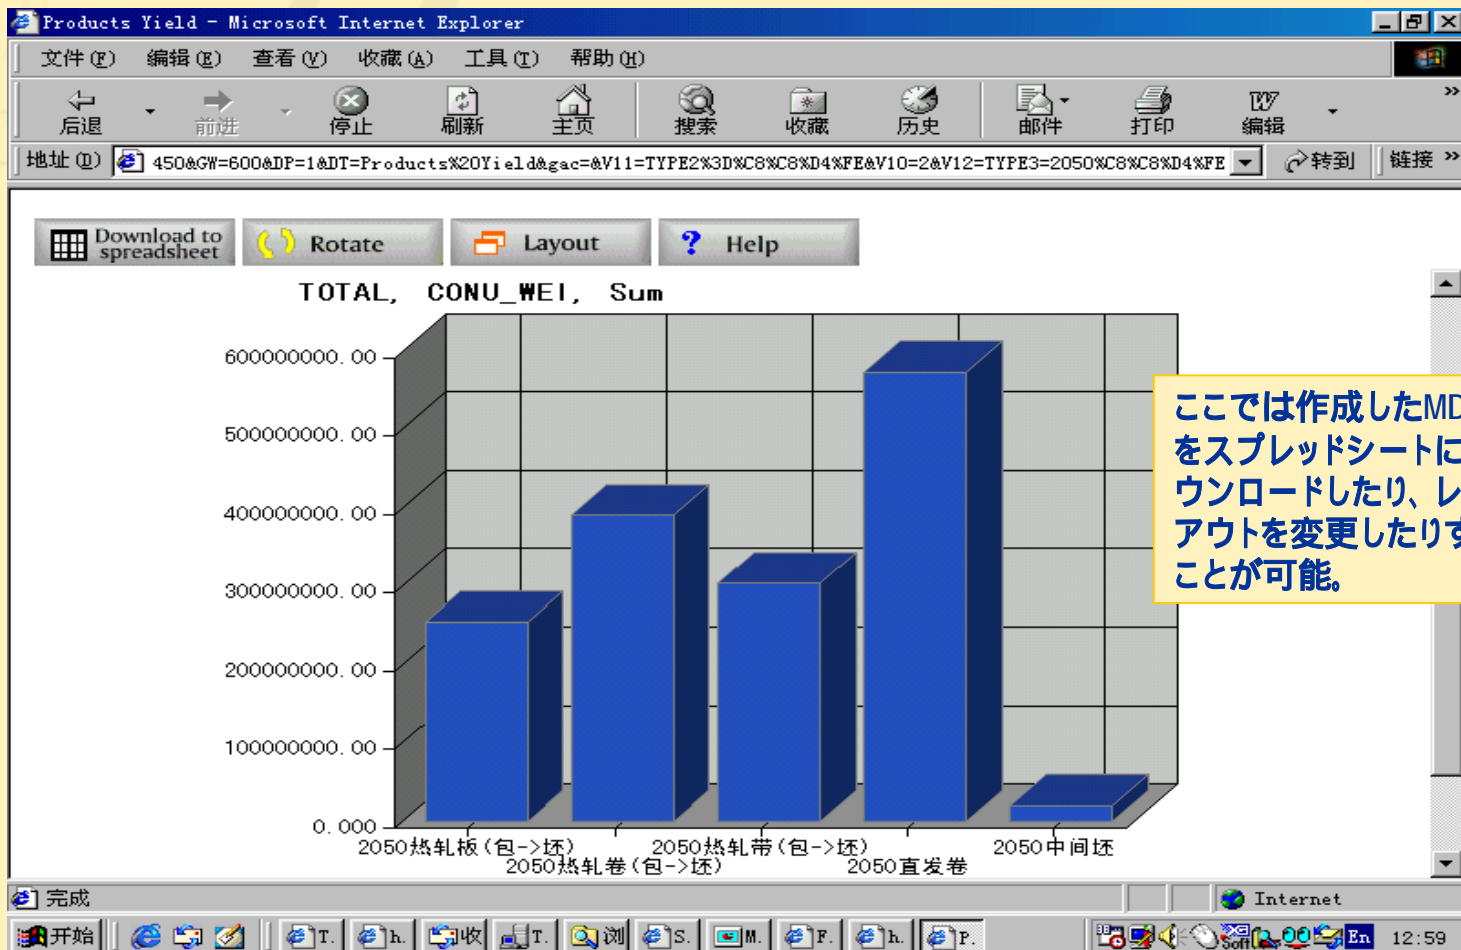 Products Yield - Microsoft Internet Explorer
文件(F) 编辑(E) 查看(V) 收藏(A) 工具(T) 帮助(H)
后退 前进 停止 刷新 主页 搜索 收藏 历史 邮件 打印 编辑 »
地址(D) 450&GW=600&DP=1&DT=Products%20Yield&gac=&V11=TYPE2%3D%C8%C8%D4%FE&V10=2&V12=TYPE3=2050%C8%C8%D4%FE 转到 链接 »
Download to spreadsheet Rotate Layout ? Help
TOTAL, CONU_WEI, Sum
600000000.00
500000000.00
400000000.00
300000000.00
200000000.00
100000000.00
0.000
2050热轧板(包->坯) 2050热轧带(包->坯) 2050中间坯
2050热轧卷(包->坯) 2050直发卷
ここでは作成したMD
をスプレッドシートに
ウンロードしたり、レ
アウトを変更したりす
ことが可能。
完成 Internet
开始 T. h. 收 T. 浏 S. M. F. h. P. En 12:59